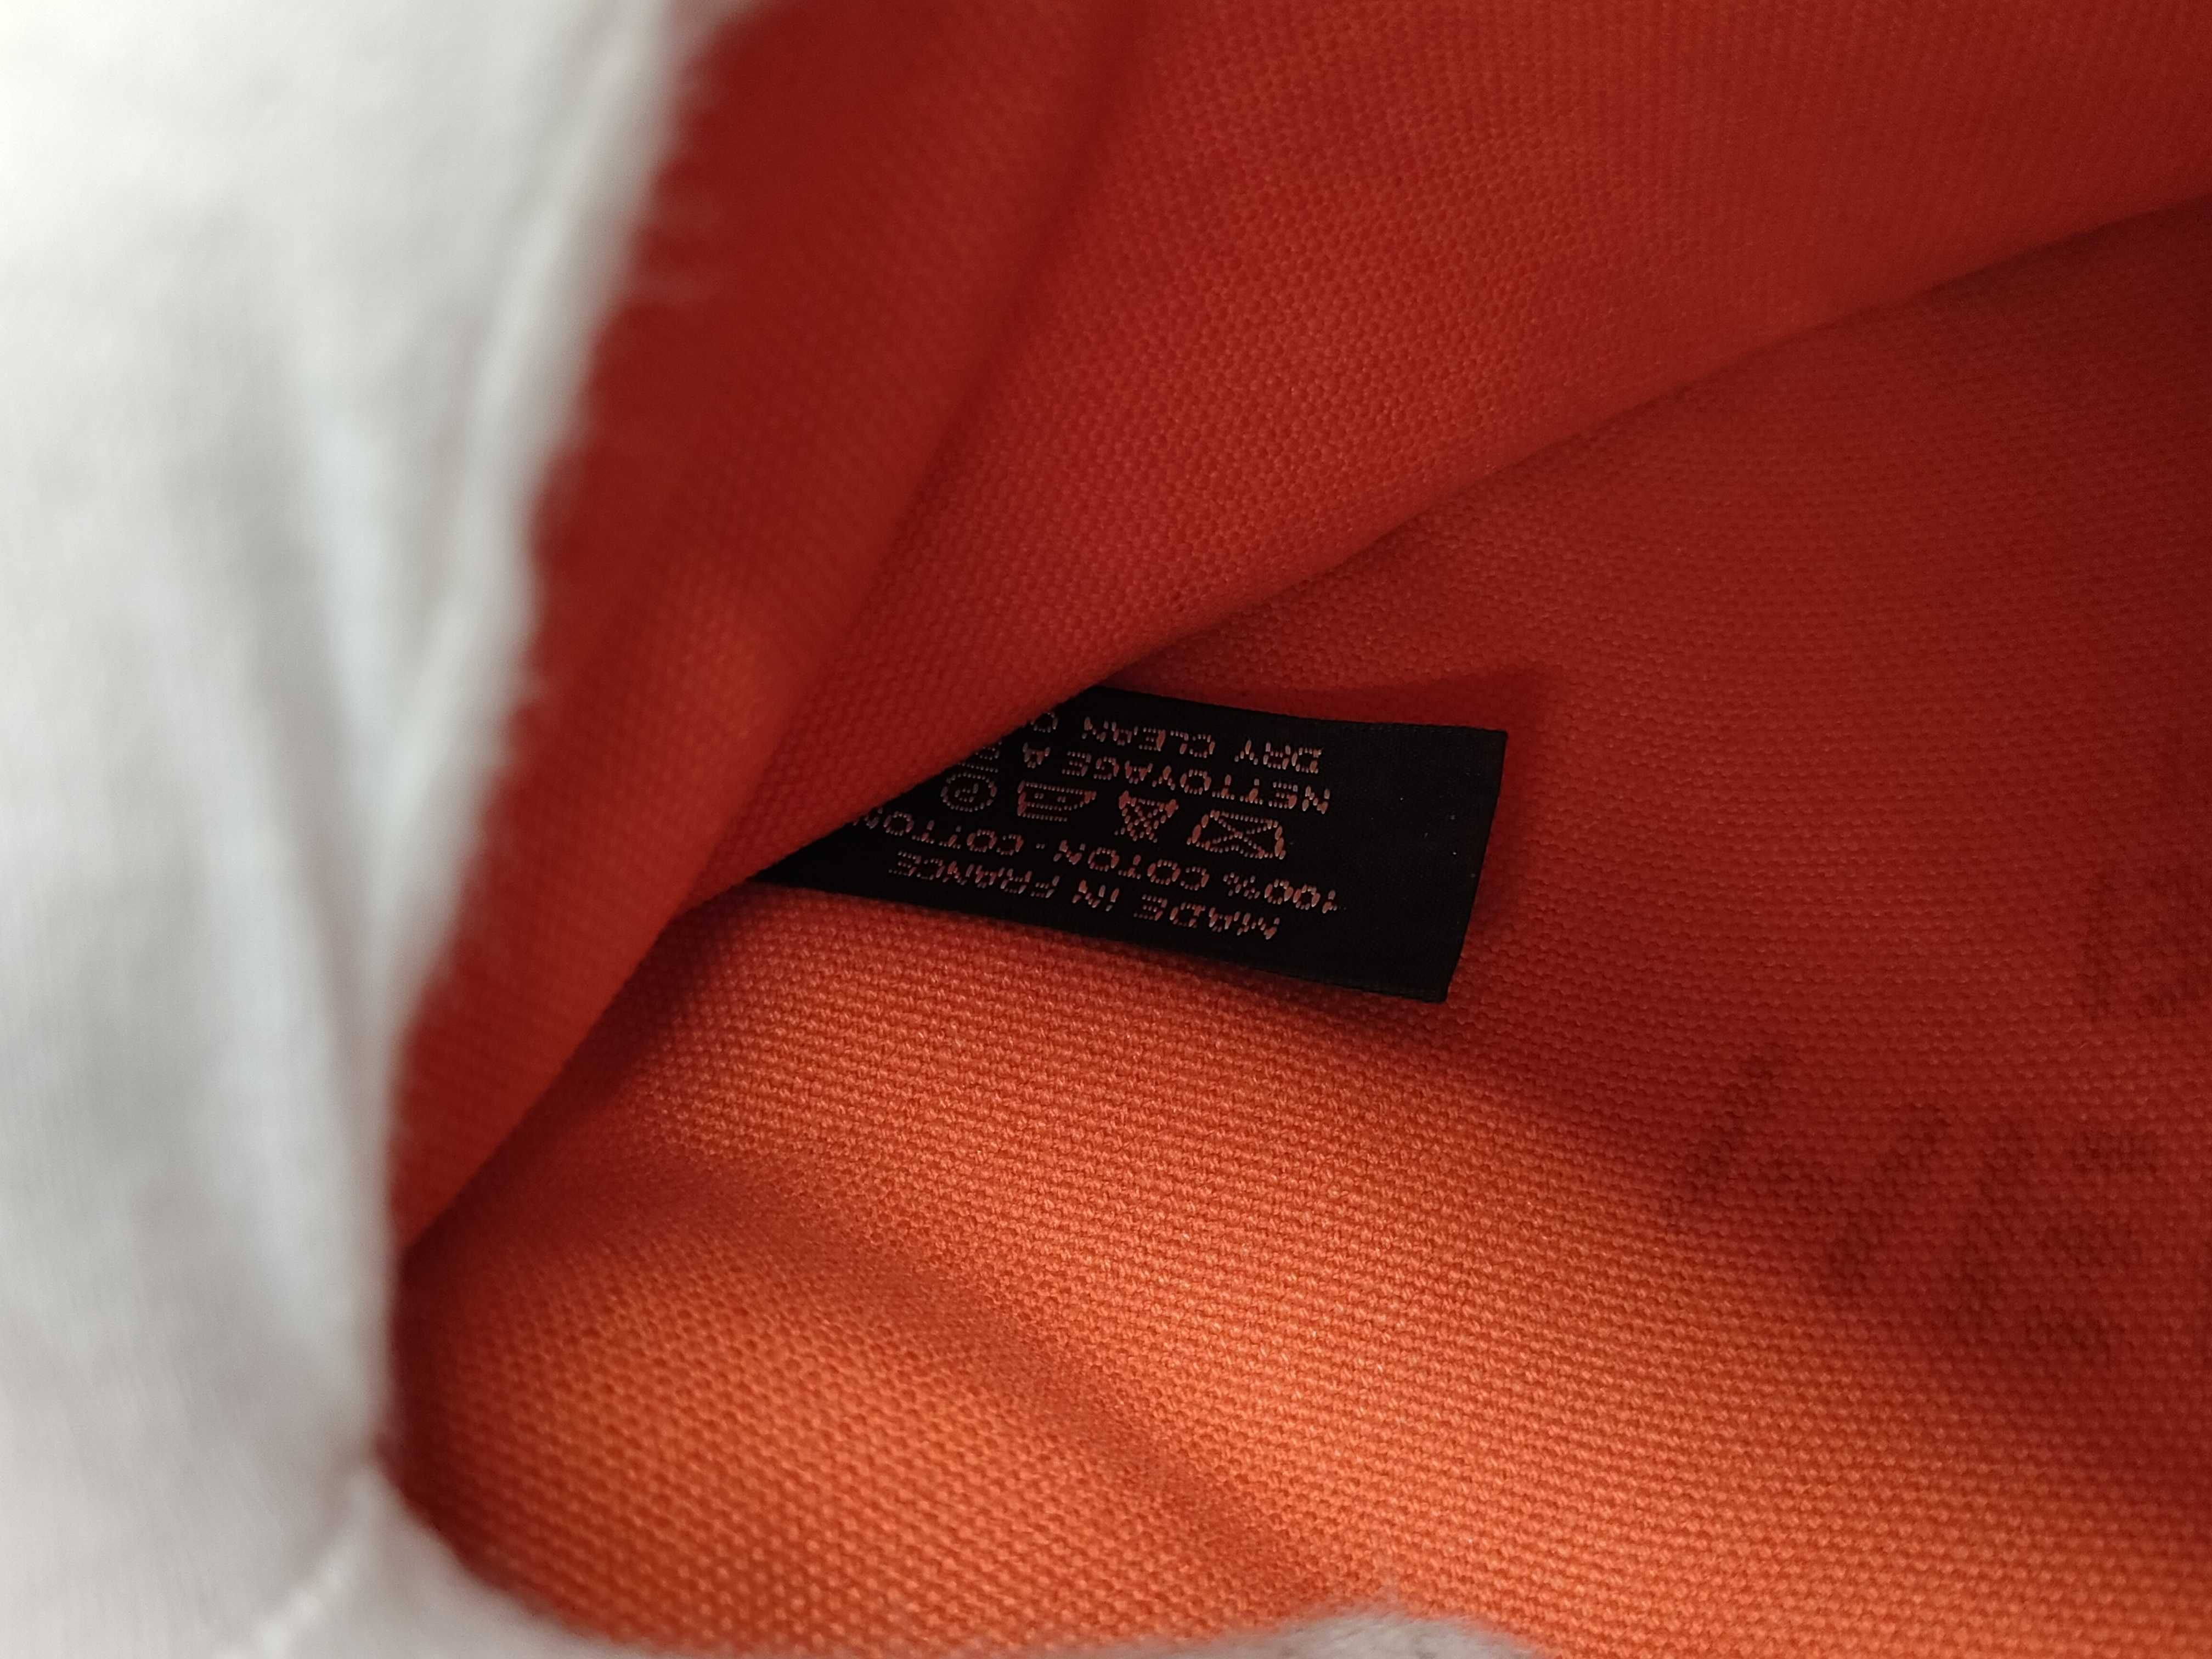 MADE IN FRANCE
100% COTON - COTTON
NETTOYAGE À
DRY CLEAN